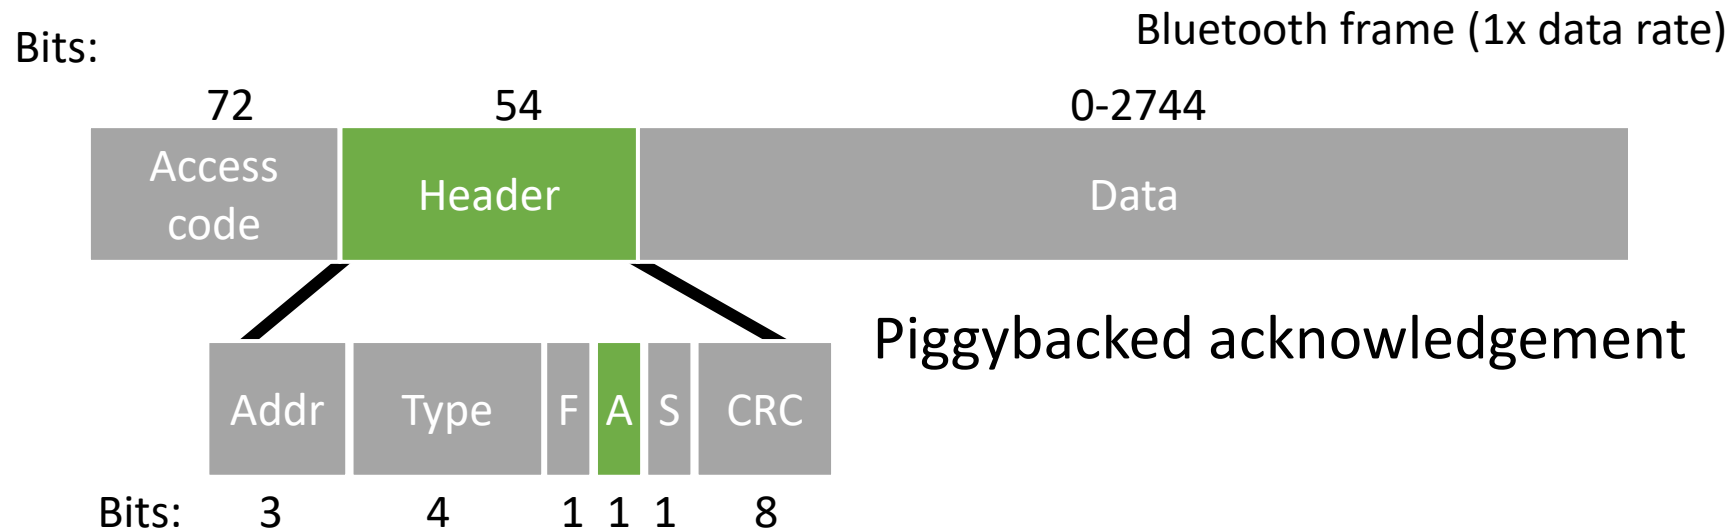 Bluetooth frame (1x data rate)
Bits:
72 54 0-2744
Access
code
Header
Data
Piggybacked acknowledgement
Addr Type F A S CRC
Bits: 3 4 1 1 1 8